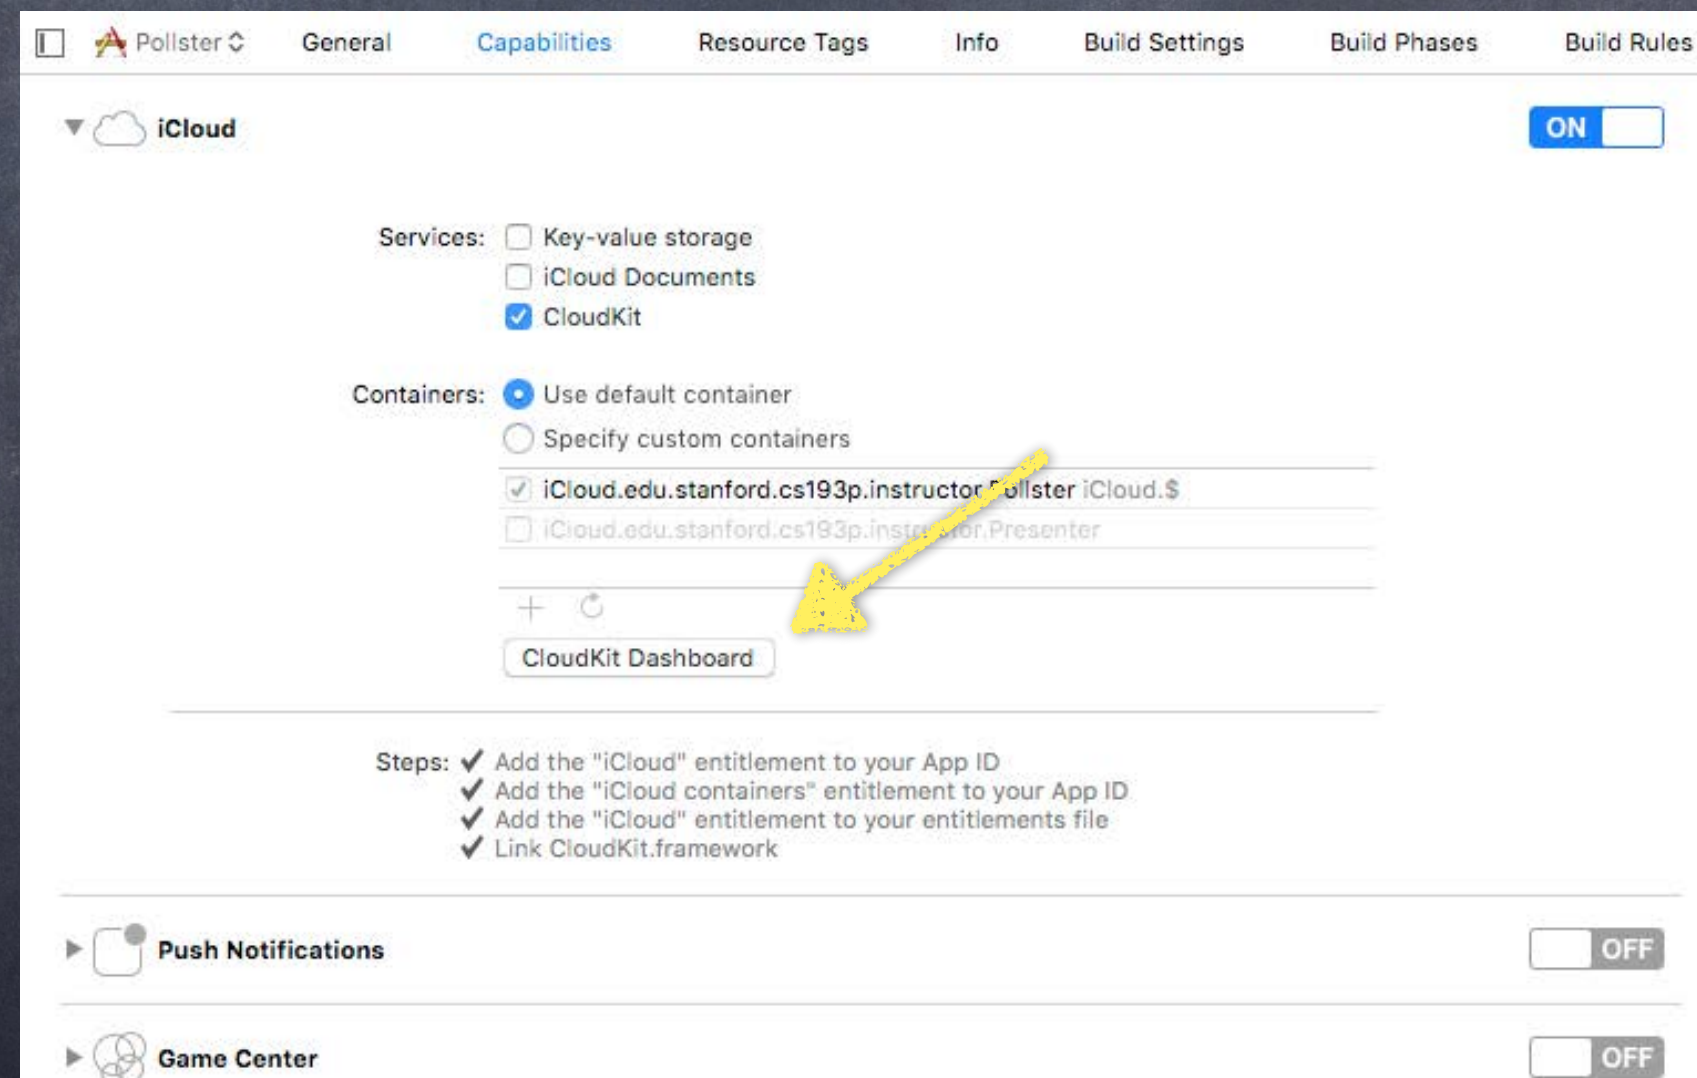 Pollster General Capabilities Resource Tags Info Build Settings Build Phases Build Rules
iCloud ON
Services: Key-value storage
iCloud Documents
CloudKit
Containers: Use default container
Specify custom containers
iCloud.edu.stanford.cs193p.instructor.Pollster iCloud.$
iCloud.edu.stanford.cs193p.instructor.Presenter
CloudKit Dashboard
Steps: Add the "iCloud" entitlement to your App ID
Add the "iCloud containers" entitlement to your App ID
Add the "iCloud" entitlement to your entitlements file
Link CloudKit.framework
Push Notifications OFF
Game Center OFF